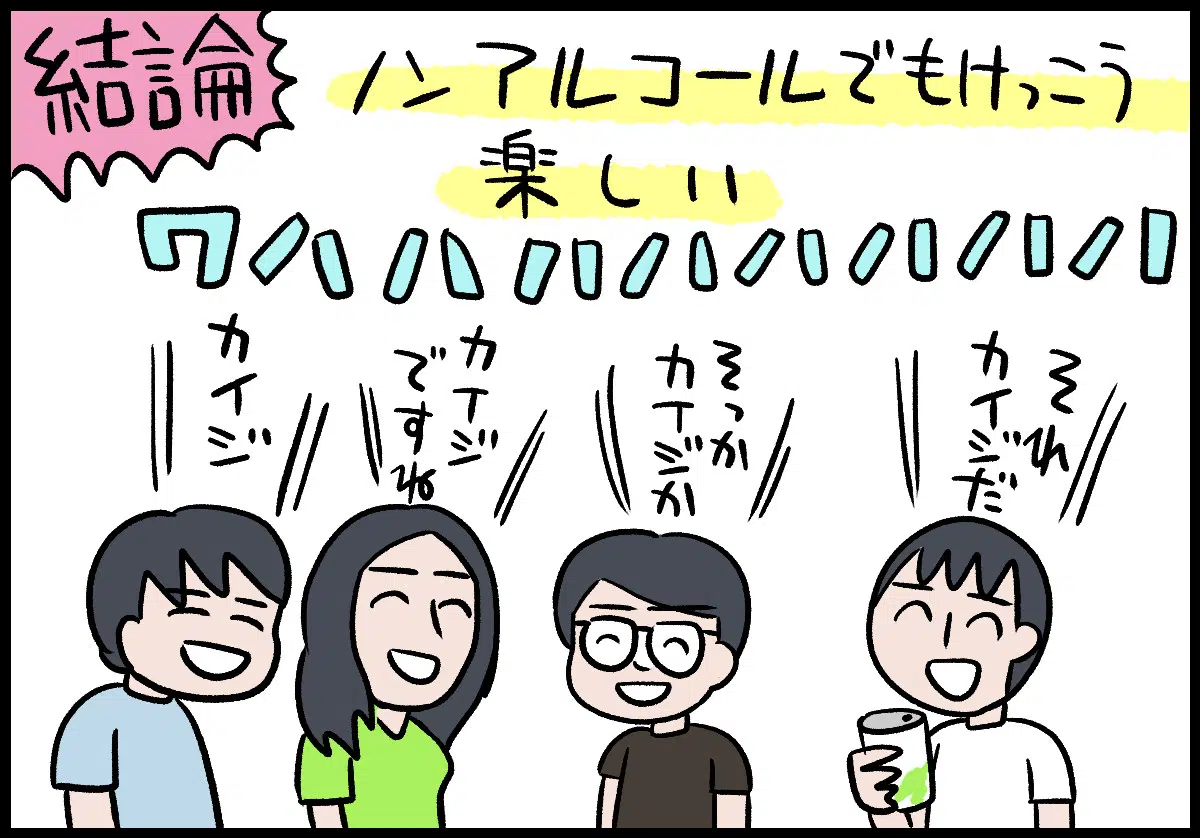 結論
ノンアルコールでもけっこう
楽しい
ワハハハハハハハハ
それ
カイジだ
そっか
カイジか
カイジ
ですね
カイジ